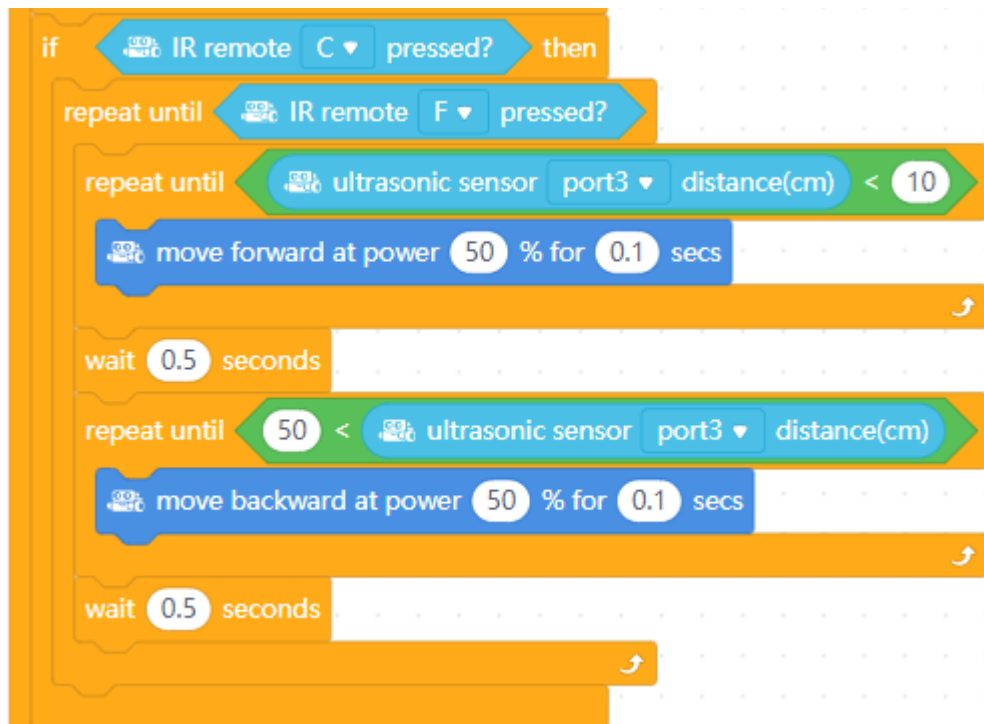 if IR remote C pressed? then
repeat until IR remote F pressed?
repeat until ultrasonic sensor port3 distance(cm) < 10
move forward at power 50 % for 0.1 secs
wait 0.5 seconds
repeat until 50 < ultrasonic sensor port3 distance(cm)
move backward at power 50 % for 0.1 secs
wait 0.5 seconds